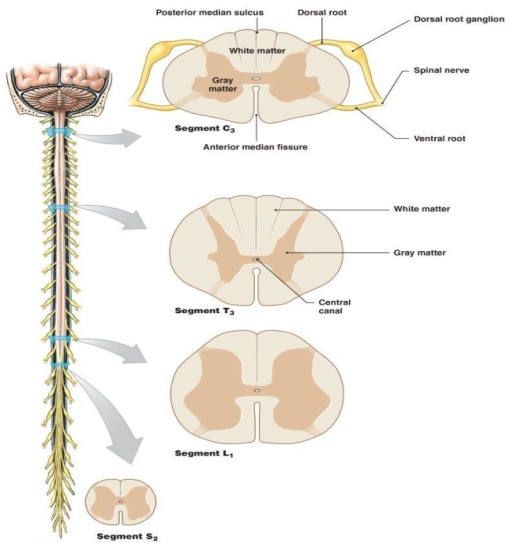 Posterior median sulcus
Dorsal root
Dorsal root ganglion
White matter
Gray
matter
Spinal nerve
Segment C3
Ventral root
Anterior median fissure
White matter
Gray matter
Central
canal
Segment T3
Segment L1
Segment S2